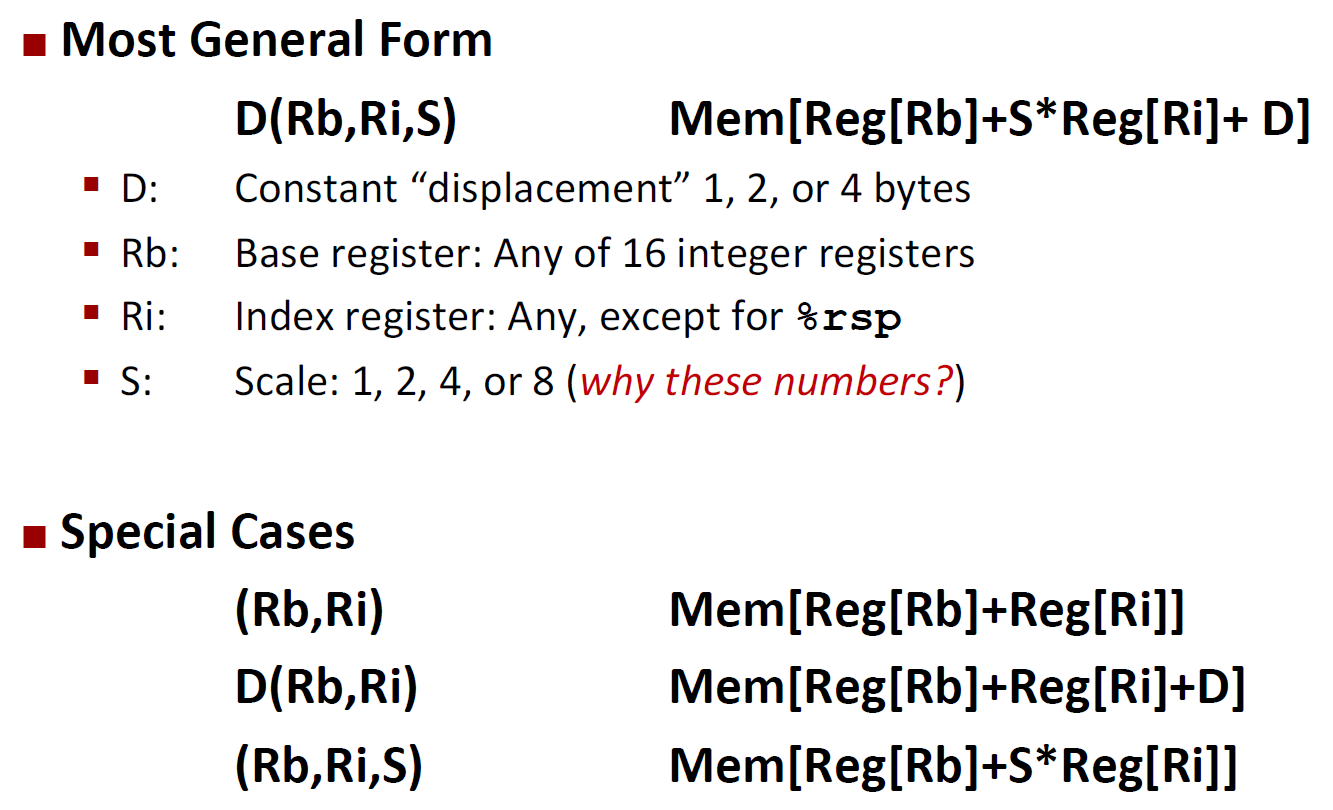 Most General Form
D(Rb,Ri,S) Mem[Reg[Rb]+S*Reg[Ri]+ D]
D: Constant “displacement” 1, 2, or 4 bytes
Rb: Base register: Any of 16 integer registers
Ri: Index register: Any, except for %rsp
S: Scale: 1, 2, 4, or 8 (why these numbers?)
Special Cases
(Rb,Ri) Mem[Reg[Rb]+Reg[Ri]]
D(Rb,Ri) Mem[Reg[Rb]+Reg[Ri]+D]
(Rb,Ri,S) Mem[Reg[Rb]+S*Reg[Ri]]